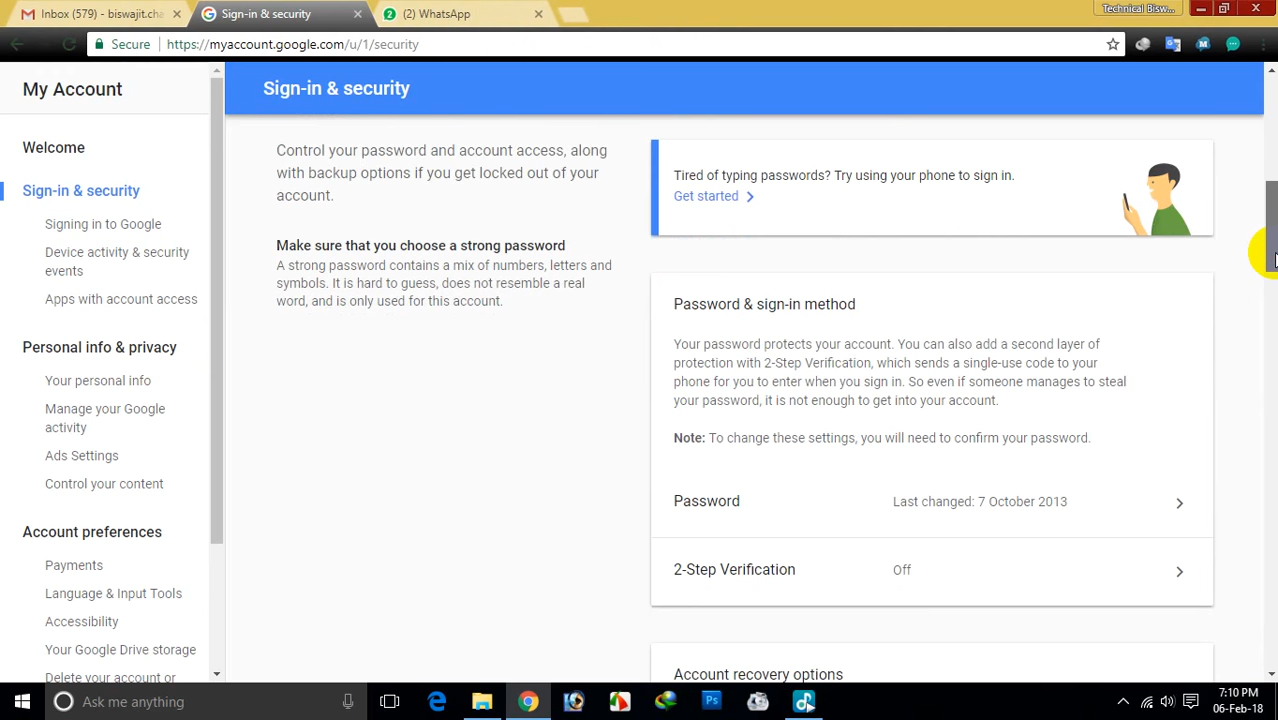 Inbox (579) - biswajit.cha
Sign-in & security
(2) WhatsApp
Technical Bisw...
Secure
https://myaccount.google.com/u/1/security
My Account
Sign-in & security
Welcome
Sign-in & security
Signing in to Google
Device activity & security
events
Apps with account access
Personal info & privacy
Your personal info
Manage your Google
activity
Ads Settings
Control your content
Account preferences
Payments
Language & Input Tools
Accessibility
Your Google Drive storage
Delete your account or
Control your password and account access, along
with backup options if you get locked out of your
account.
Make sure that you choose a strong password
A strong password contains a mix of numbers, letters and
symbols. It is hard to guess, does not resemble a real
word, and is only used for this account.
Tired of typing passwords? Try using your phone to sign in.
Get started
Password & sign-in method
Your password protects your account. You can also add a second layer of
protection with 2-Step Verification, which sends a single-use code to your
phone for you to enter when you sign in. So even if someone manages to steal
your password, it is not enough to get into your account.
Note: To change these settings, you will need to confirm your password.
Password
Last changed: 7 October 2013
2-Step Verification
Off
Account recovery options
Ask me anything
Ps
7:10 PM
06-Feb-18